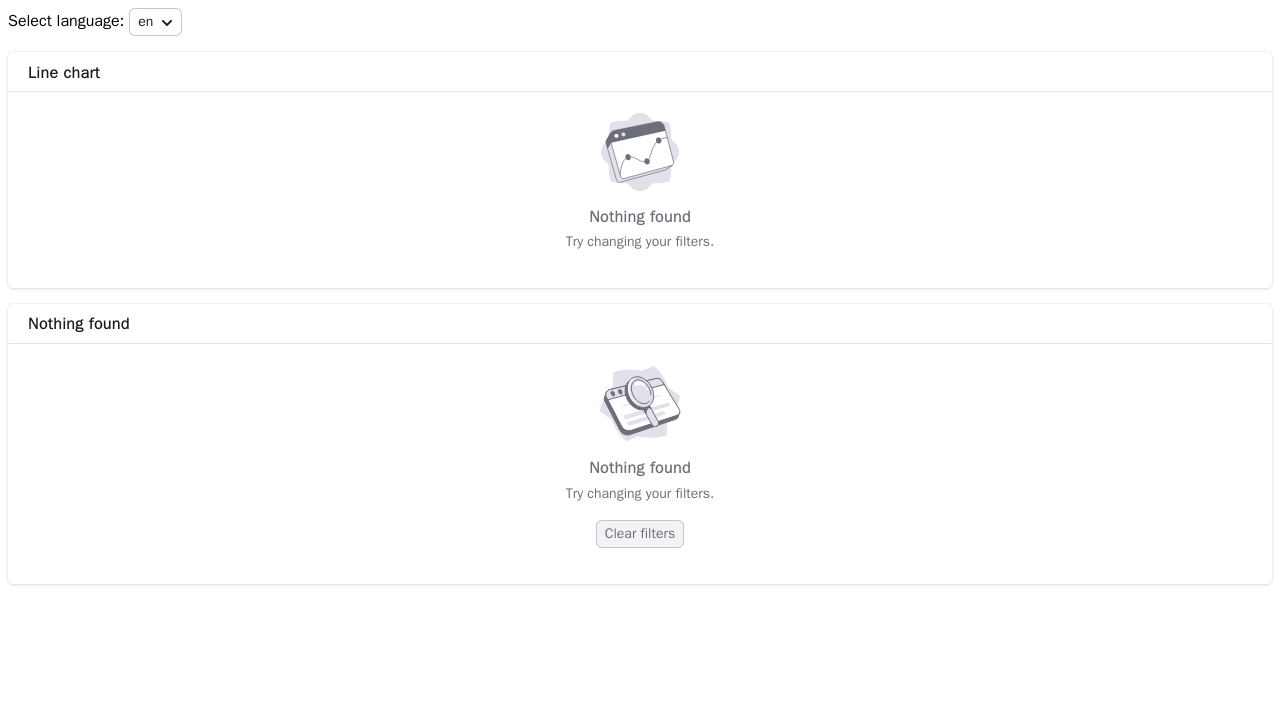 Select language: en
Line chart
Nothing found
Try changing your filters.
Nothing found
Nothing found
Try changing your filters.
Clear filters